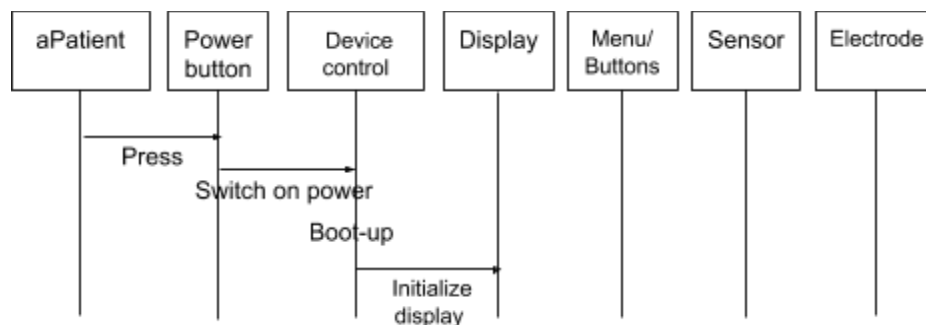 aPatient
Power
button
Device
control
Display
Menu/
Buttons
Sensor
Electrode
Press
Switch on power
Boot-up
Initialize
display